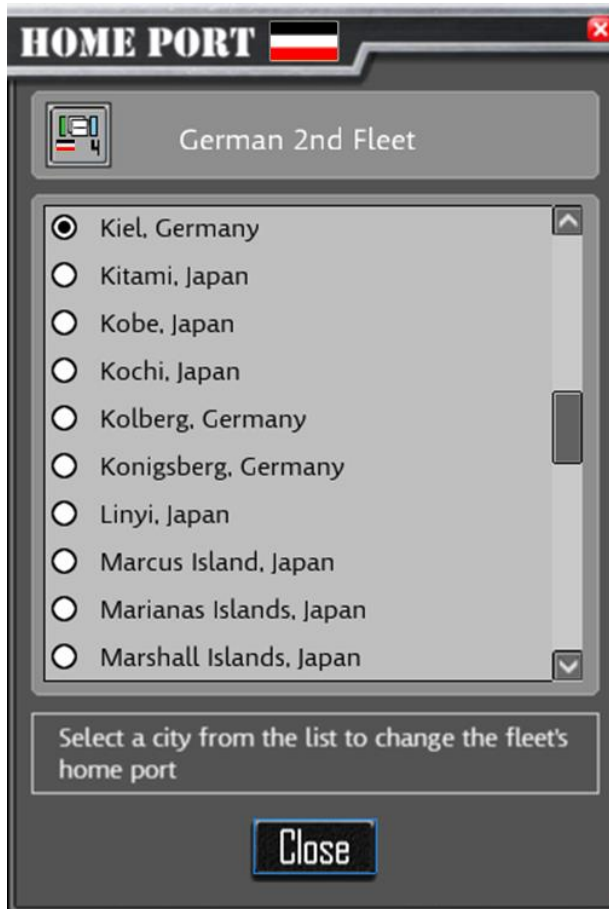 HOME PORT
4
German 2nd Fleet
Kiel, Germany
Kitami, Japan
Kobe, Japan
Kochi, Japan
Kolberg, Germany
Konigsberg, Germany
Linyi, Japan
Marcus Island, Japan
Marianas Islands, Japan
Marshall Islands, Japan
Select a city from the list to change the fleet's
home port
Close